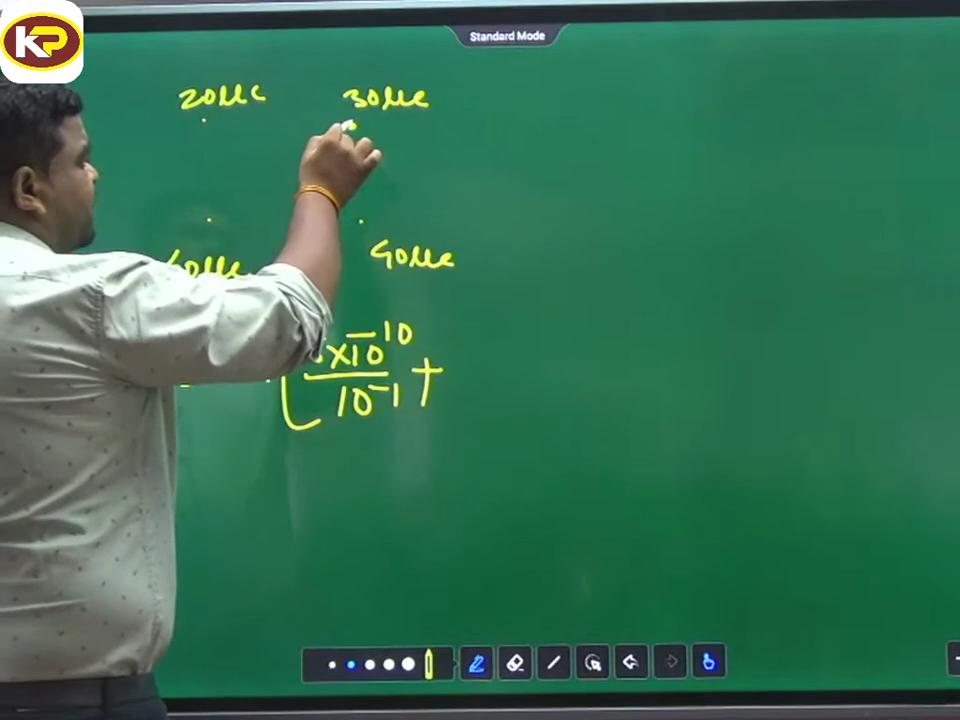 KP
Standard Mode
20μc 30μc
40μc
×10⁻¹⁰
10⁻¹ +